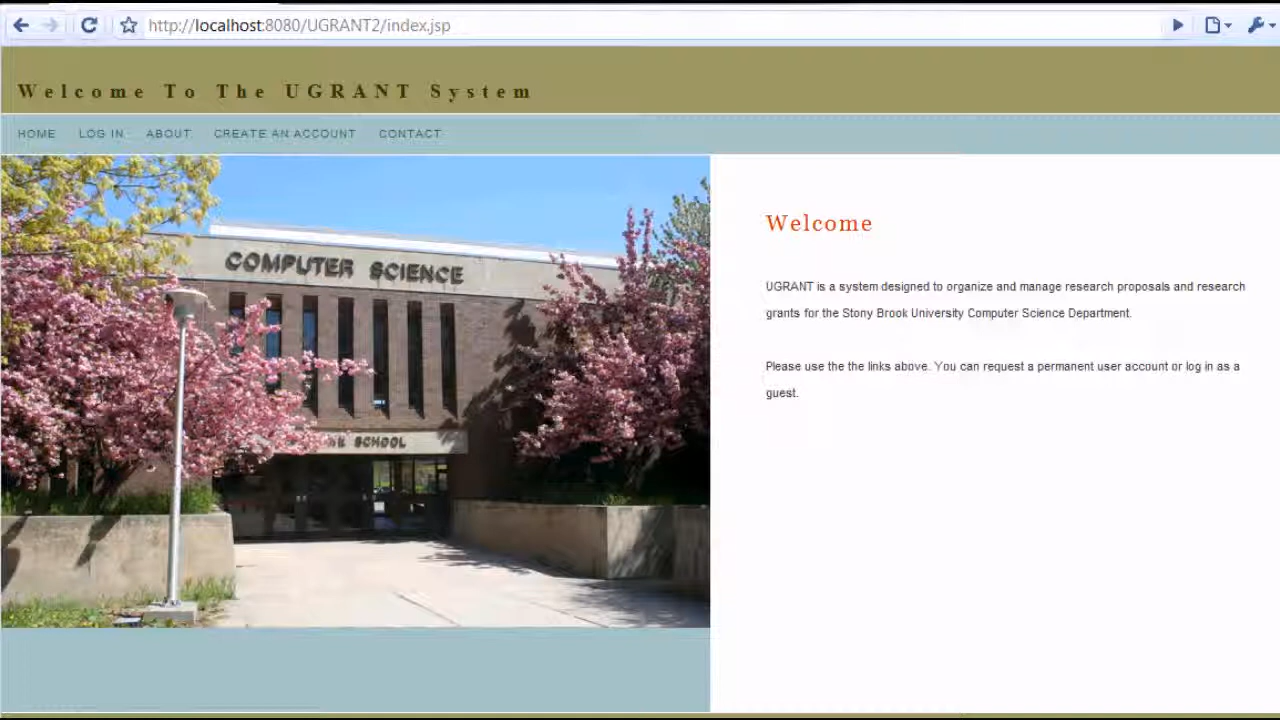 http://localhost:8080/UGRANT2/index.jsp
Welcome To The UGRANT System
HOME LOG IN ABOUT CREATE AN ACCOUNT CONTACT
COMPUTER SCIENCE
SCHOOL
Welcome
UGRANT is a system designed to organize and manage research proposals and research
grants for the Stony Brook University Computer Science Department.
Please use the the links above. You can request a permanent user account or log in as a
guest.